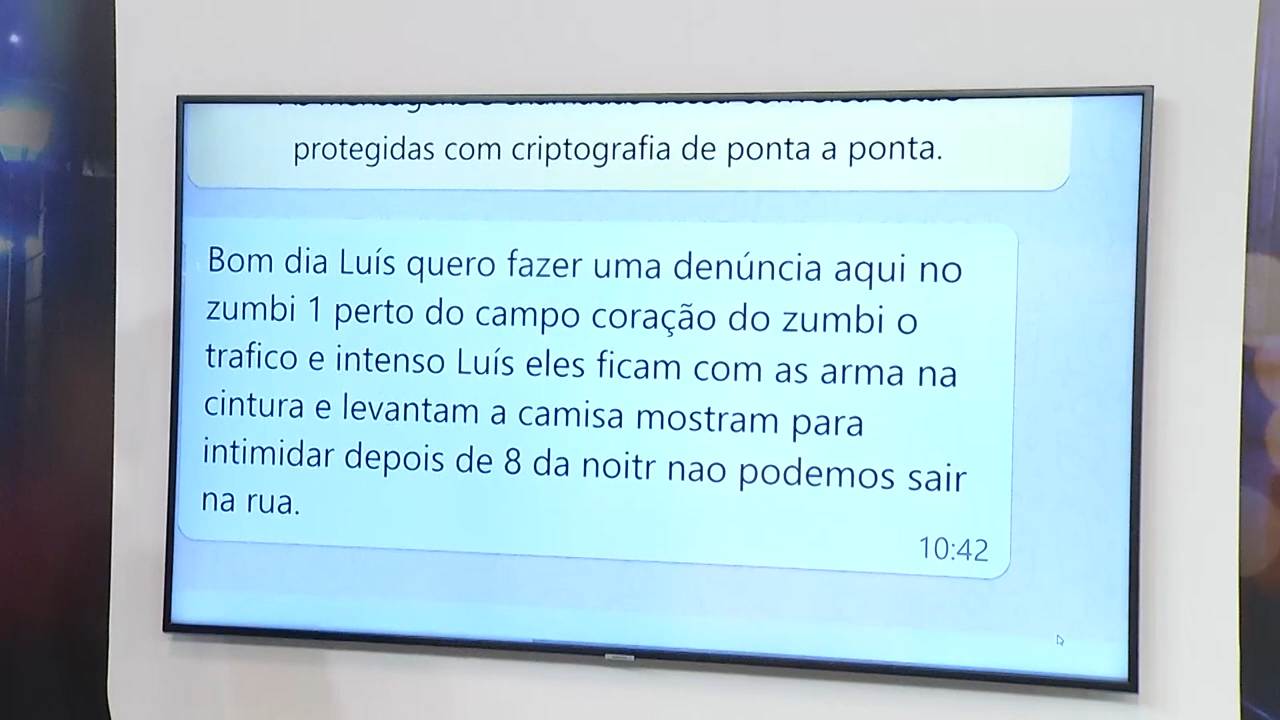 protegidas com criptografia de ponta a ponta.
Bom dia Luís quero fazer uma denúncia aqui no
zumbi 1 perto do campo coração do zumbi o
trafico e intenso Luís eles ficam com as arma na
cintura e levantam a camisa mostram para
intimidar depois de 8 da noitr nao podemos sair
na rua.
10:42